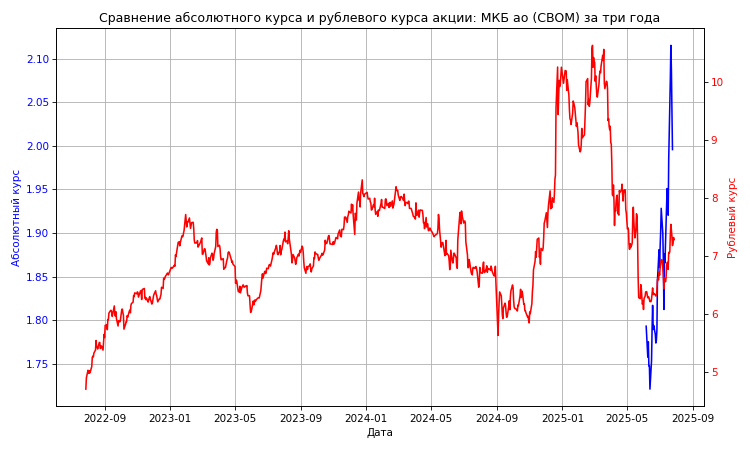 Сравнение абсолютного курса и рублевого курса акции: МКБ ао (CBOM) за три года
Абсолютный курс
2.10
2.05
2.00
1.95
1.90
1.85
1.80
1.75
10
9
8
7
6
5
Рублевый курс
2022-09 2023-01 2023-05 2023-09 2024-01 2024-05 2024-09 2025-01 2025-05 2025-09
Дата